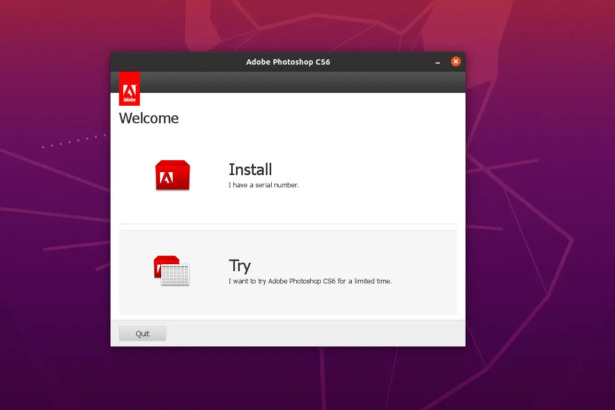 Adobe Photoshop CS6
Adobe
Welcome
Install
I have a serial number.
Try
I want to try Adobe Photoshop CS6 for a limited time.
Quit